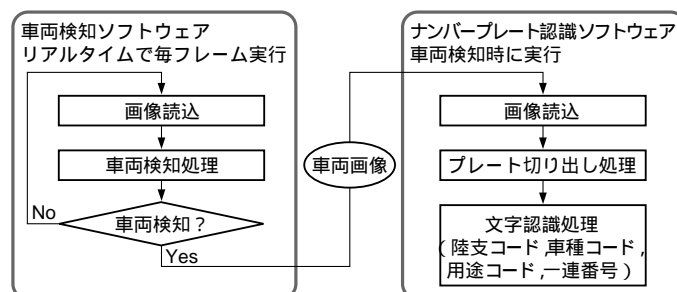 車両検知ソフトウェア
リアルタイムで毎フレーム実行
画像読込
車両検知処理
車両検知?
No
Yes
車両画像
ナンバープレート認識ソフトウェア
車両検知時に実行
画像読込
プレート切り出し処理
文字認識処理
(陸支コード,車種コード,
用途コード,一連番号)